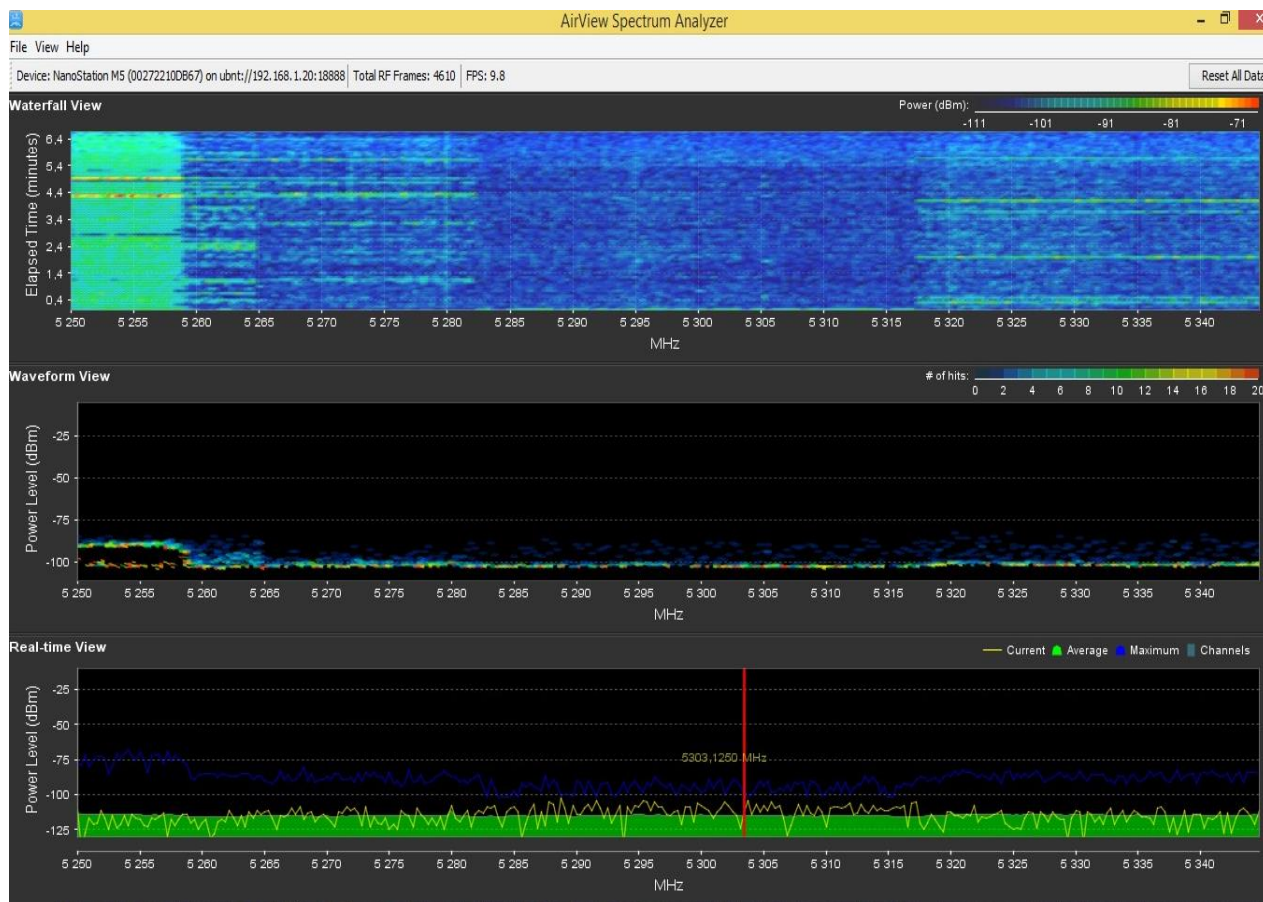 AirView Spectrum Analyzer
File View Help
Device: NanoStation M5 (00272210DB67) on ubnt://192.168.1.20:18888 Total RF Frames: 4610 FPS: 9.8 Reset All Data
Waterfall View Power (dBm):
-111 -101 -91 -81 -71
Elapsed Time (minutes)
6,4
5,4
4,4
3,4
2,4
1,4
0,4
5 250 5 255 5 260 5 265 5 270 5 275 5 280 5 285 5 290 5 295 5 300 5 305 5 310 5 315 5 320 5 325 5 330 5 335 5 340
MHz
Waveform View # of hits:
0 2 4 6 8 10 12 14 16 18 20
Power Level (dBm)
-25
-50
-75
-100
5 250 5 255 5 260 5 265 5 270 5 275 5 280 5 285 5 290 5 295 5 300 5 305 5 310 5 315 5 320 5 325 5 330 5 335 5 340
MHz
Real-time View Current Average Maximum Channels
Power Level (dBm)
-25
-50
-75
5303,1250 MHz
-100
-125
5 250 5 255 5 260 5 265 5 270 5 275 5 280 5 285 5 290 5 295 5 300 5 305 5 310 5 315 5 320 5 325 5 330 5 335 5 340
MHz